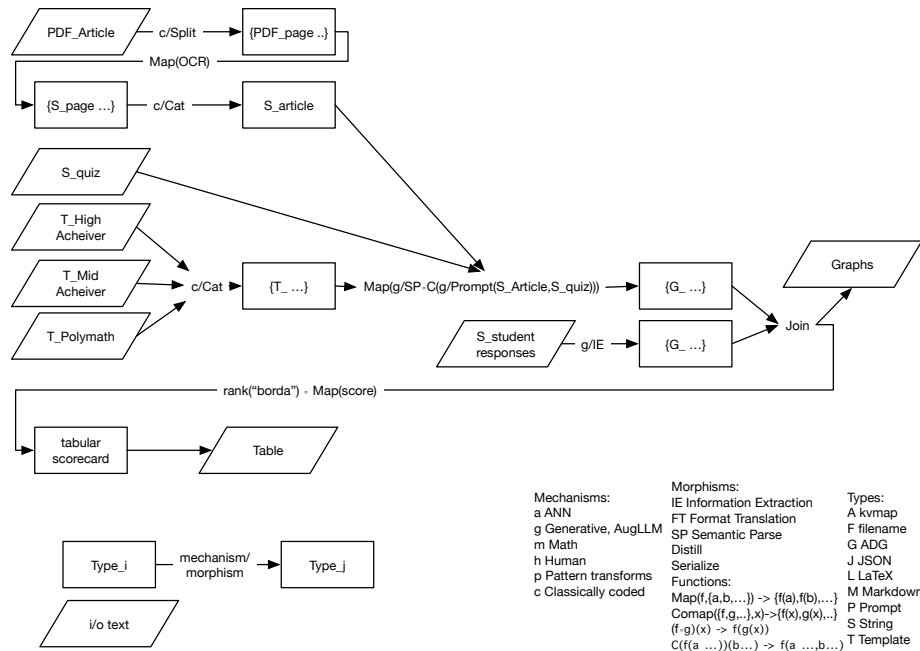 PDF_Article
c/Split
{PDF_page ..}
Map(OCR)
{S_page ...}
c/Cat
S_article
S_quiz
T_High
Acheiver
T_Mid
Acheiver
T_Polymath
c/Cat
{T_ ...}
Map(g/SP◦C(g/Prompt(S_Article,S_quiz)))
{G_ ...}
Graphs
S_student
responses
g/IE
{G_ ...}
Join
rank(“borda”) ◦ Map(score)
tabular
scorecard
Table
Type_i
mechanism/
morphism
Type_j
i/o text
Mechanisms:
a ANN
g Generative, AugLLM
m Math
h Human
p Pattern transforms
c Classically coded
Morphisms:
IE Information Extraction
FT Format Translation
SP Semantic Parse
Distill
Serialize
Functions:
Map(f,{a,b,…}) -> {f(a),f(b),…}
Comap({f,g,..},x)->{f(x),g(x),..}
(f◦g)(x) -> f(g(x))
C(f(a …))(b…) -> f(a …,b…)
Types:
A kvmap
F filename
G ADG
J JSON
L LaTeX
M Markdown
P Prompt
S String
T Template